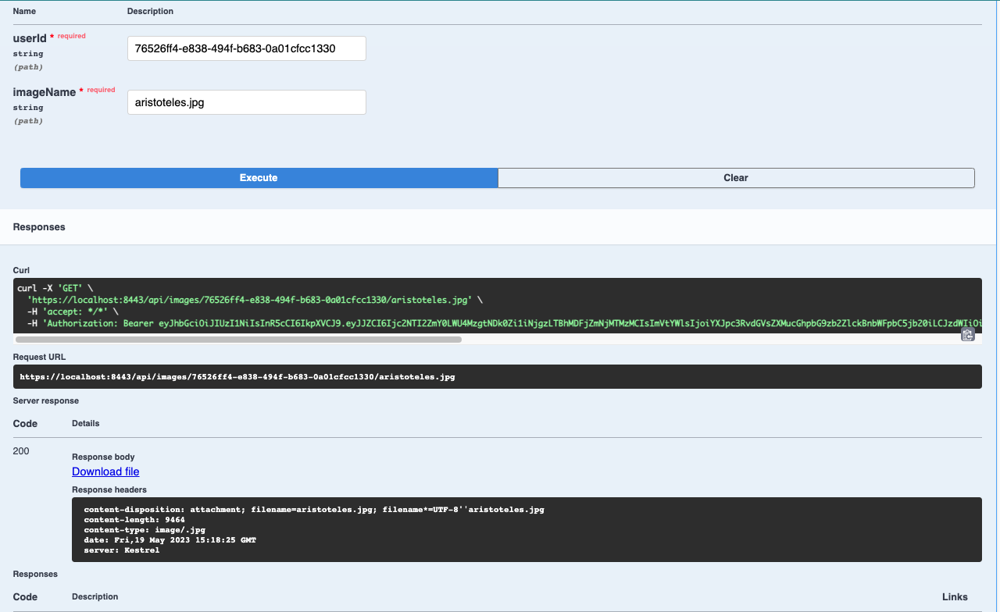 Name Description
userId * required
76526ff4-e838-494f-b683-0a01cfcc1330
string
(path)
imageName * required
aristoteles.jpg
string
(path)
Execute Clear
Responses
Curl
curl -X 'GET' \
'https://localhost:8443/api/images/76526ff4-e838-494f-b683-0a01cfcc1330/aristoteles.jpg' \
-H 'accept: */*' \
-H 'Authorization: Bearer
Request URL
https://localhost:8443/api/images/76526ff4-e838-494f-b683-0a01cfcc1330/aristoteles.jpg
Server response
Code Details
200
Response body
Download file
Response headers
content-disposition: attachment; filename=aristoteles.jpg; filename*=UTF-8''aristoteles.jpg
content-length: 9464
content-type: image/.jpg
date: Fri,19 May 2023 15:18:25 GMT
server: Kestrel
Responses
Code Description Links